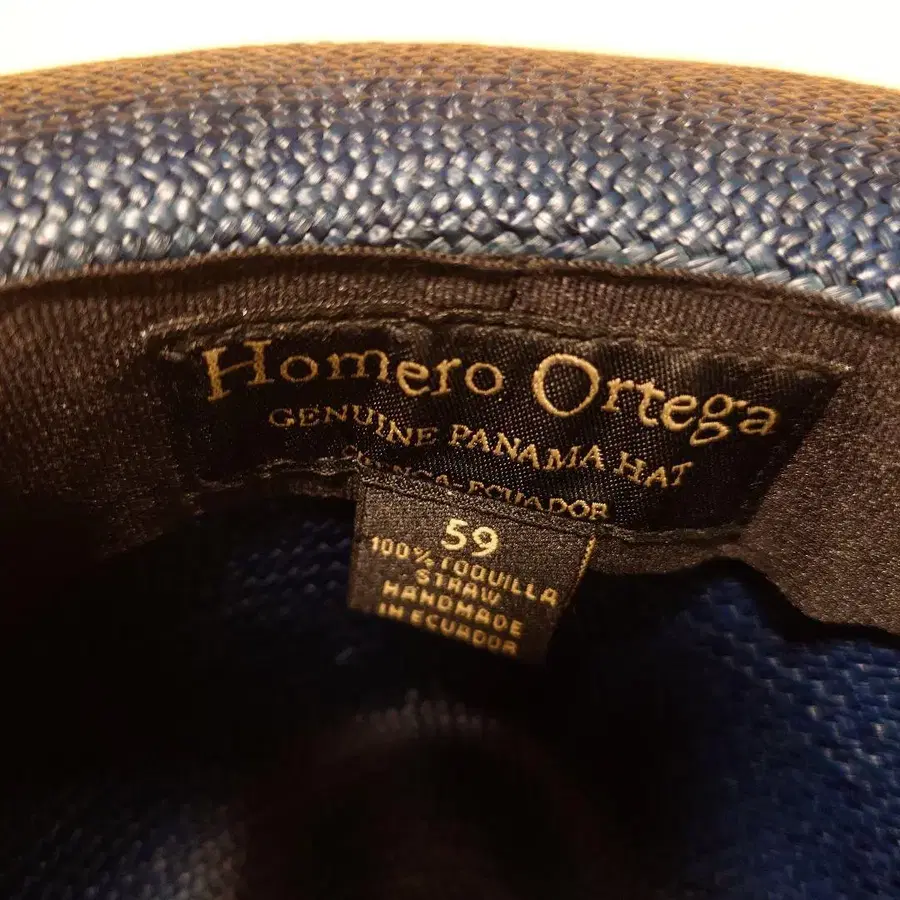 Homero Ortega
GENUINE PANAMA HAT
CUENCA, ECUADOR
59
100% TOQUILLA
STRAW
HANDMADE
IN ECUADOR